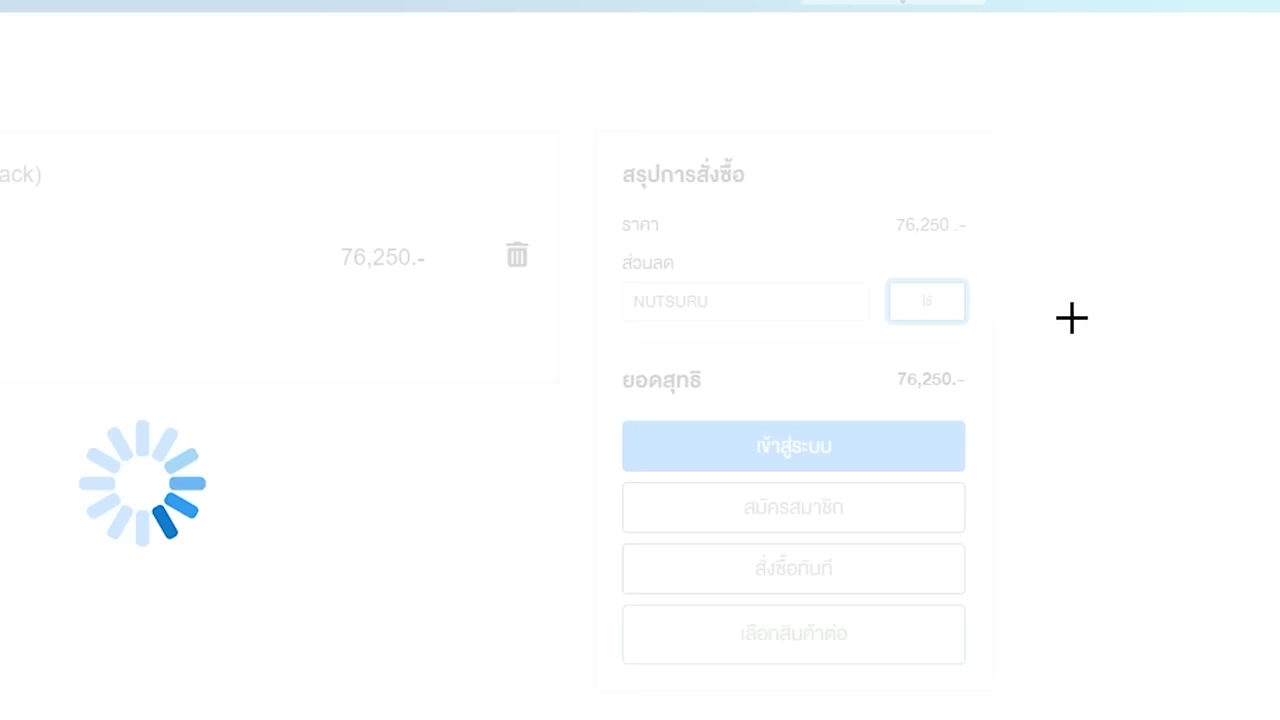 ack)
76,250.-
สรุปการสั่งซื้อ
ราคา 76,250 .-
ส่วนลด
NUTSURU ใช้
ยอดสุทธิ 76,250.-
เข้าสู่ระบบ
สมัครสมาชิก
สั่งซื้อทันที
เลือกสินค้าต่อ